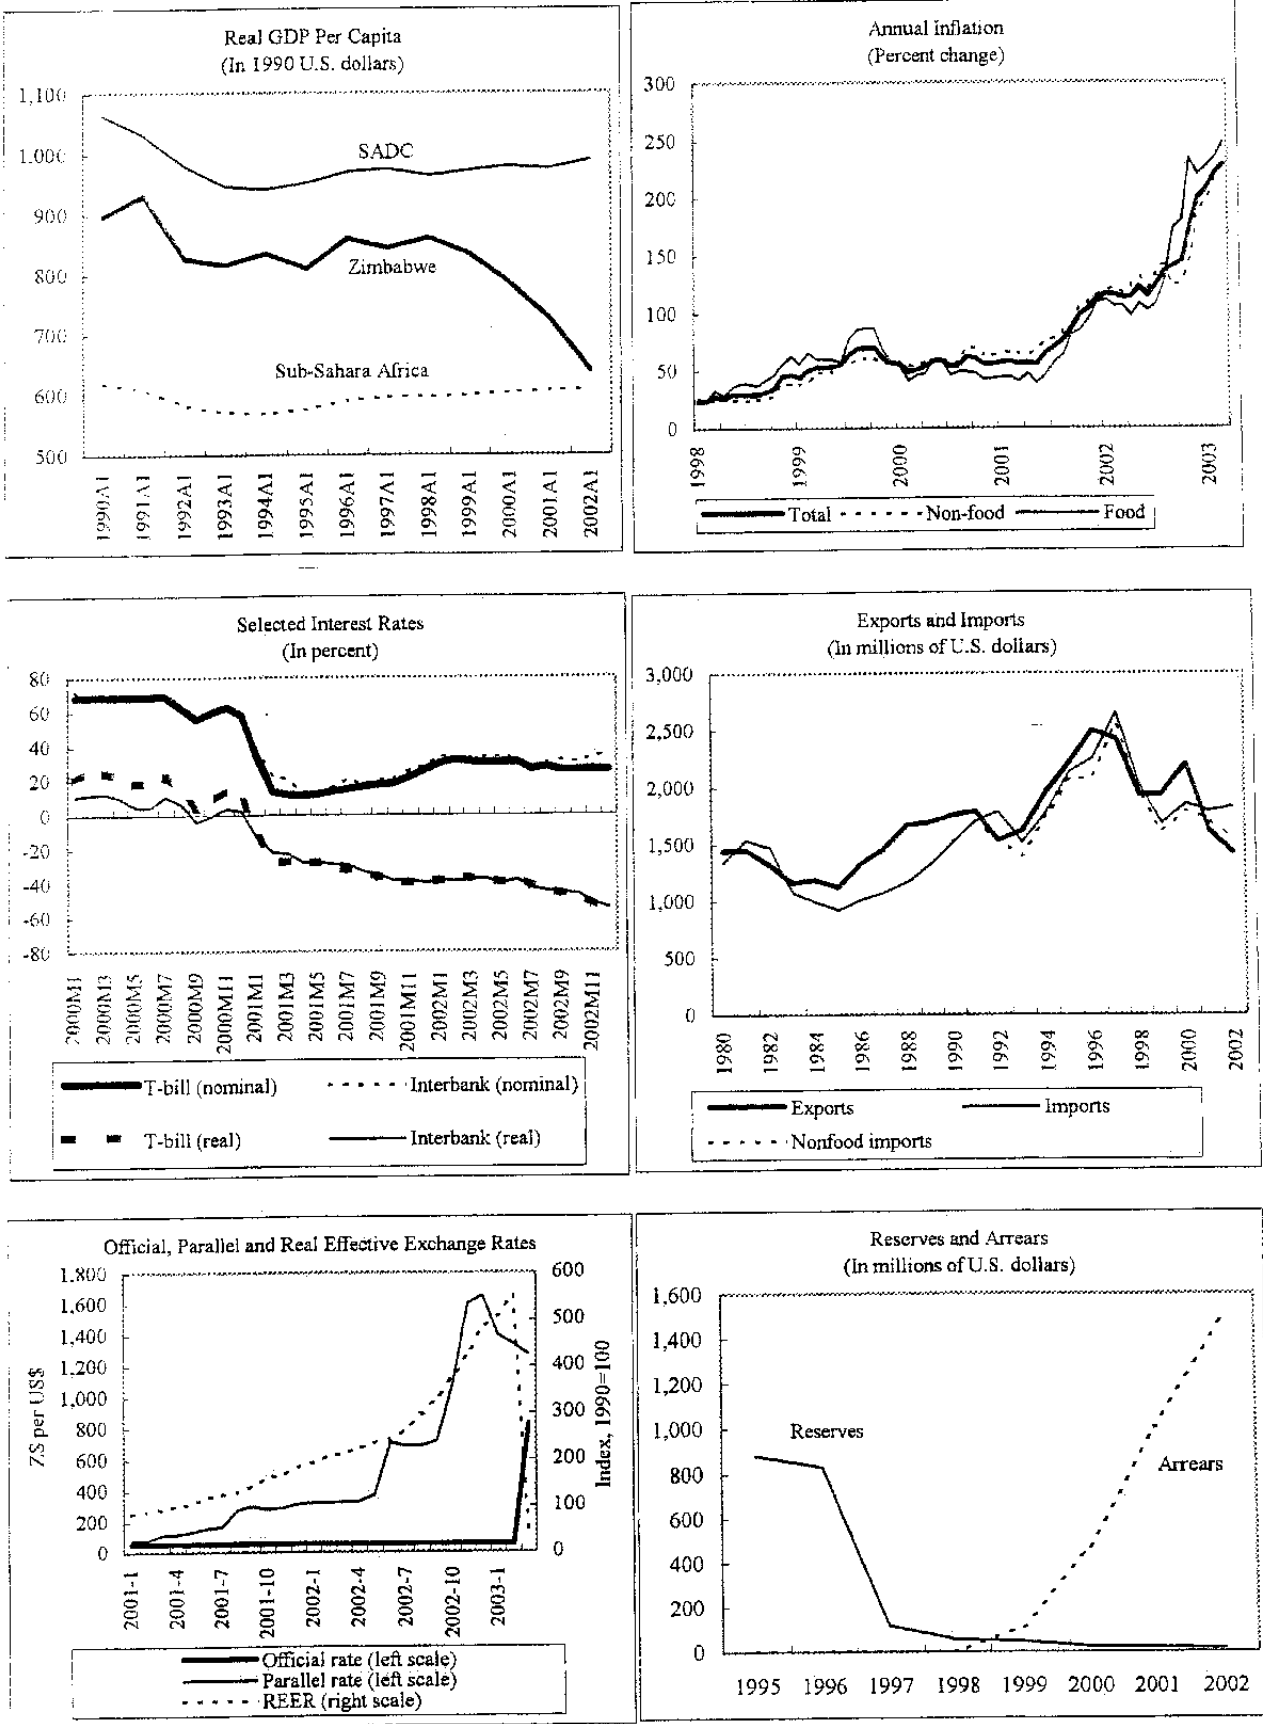 Real GDP Per Capita
(In 1990 U.S. dollars)
1,100
1.000
900
800
700
600
500
SADC
Zimbabwe
Sub-Sahara Africa
1990A1
1991A1
1992A1
1993A1
1994A1
1995A1
1996A1
1997A1
1998A1
1999A1
2000A1
2001A1
2002A1
Annual Inflation
(Percent change)
300
250
200
150
100
50
0
1998
1999
2000
2001
2002
2003
Total
Non-food
Food
Selected Interest Rates
(In percent)
80
60
40
20
0
-20
-40
-60
-80
2000M1
2000M3
2000M5
2000M7
2000M9
2000M11
2001M1
2001M3
2001M5
2001M7
2001M9
2001M11
2002M1
2002M3
2002M5
2002M7
2002M9
2002M11
T-bill (nominal)
Interbank (nominal)
T-bill (real)
Interbank (real)
Exports and Imports
(In millions of U.S. dollars)
3,000
2,500
2,000
1,500
1,000
500
0
1980
1982
1984
1986
1988
1990
1992
1994
1996
1998
2000
2002
Exports
Imports
Nonfood imports
Official, Parallel and Real Effective Exchange Rates
Z$ per US$
1.800
1,600
1,400
1,200
1,000
800
600
400
200
0
600
500
400
300
200
100
0
Index, 1990=100
2001-1
2001-4
2001-7
2001-10
2002-1
2002-4
2002-7
2002-10
2003-1
Official rate (left scale)
Parallel rate (left scale)
REER (right scale)
Reserves and Arrears
(In millions of U.S. dollars)
1,600
1,400
1,200
1,000
800
600
400
200
0
Reserves
Arrears
1995
1996
1997
1998
1999
2000
2001
2002